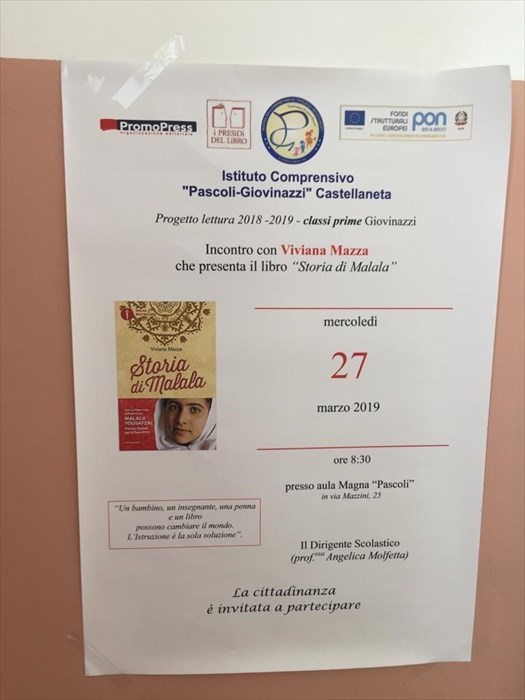 PromoPress
I PRESIDI
DEL LIBRO
FONDI
STRUTTURALI
EUROPEI
pon
2014-2020
Istituto Comprensivo
"Pascoli-Giovinazzi" Castellaneta
Progetto lettura 2018 -2019 - classi prime Giovinazzi
Incontro con Viviana Mazza
che presenta il libro "Storia di Malala"
Viviana Mazza
Storia
di Malala
MALALA
YOUSAFZAI
mercoledì
27
marzo 2019
ore 8:30
presso aula Magna "Pascoli"
in via Mazzini, 25
"Un bambino, un insegnante, una penna
e un libro
possono cambiare il mondo.
L'Istruzione è la sola soluzione".
Il Dirigente Scolastico
(prof.ssa Angelica Molfetta)
La cittadinanza
è invitata a partecipare